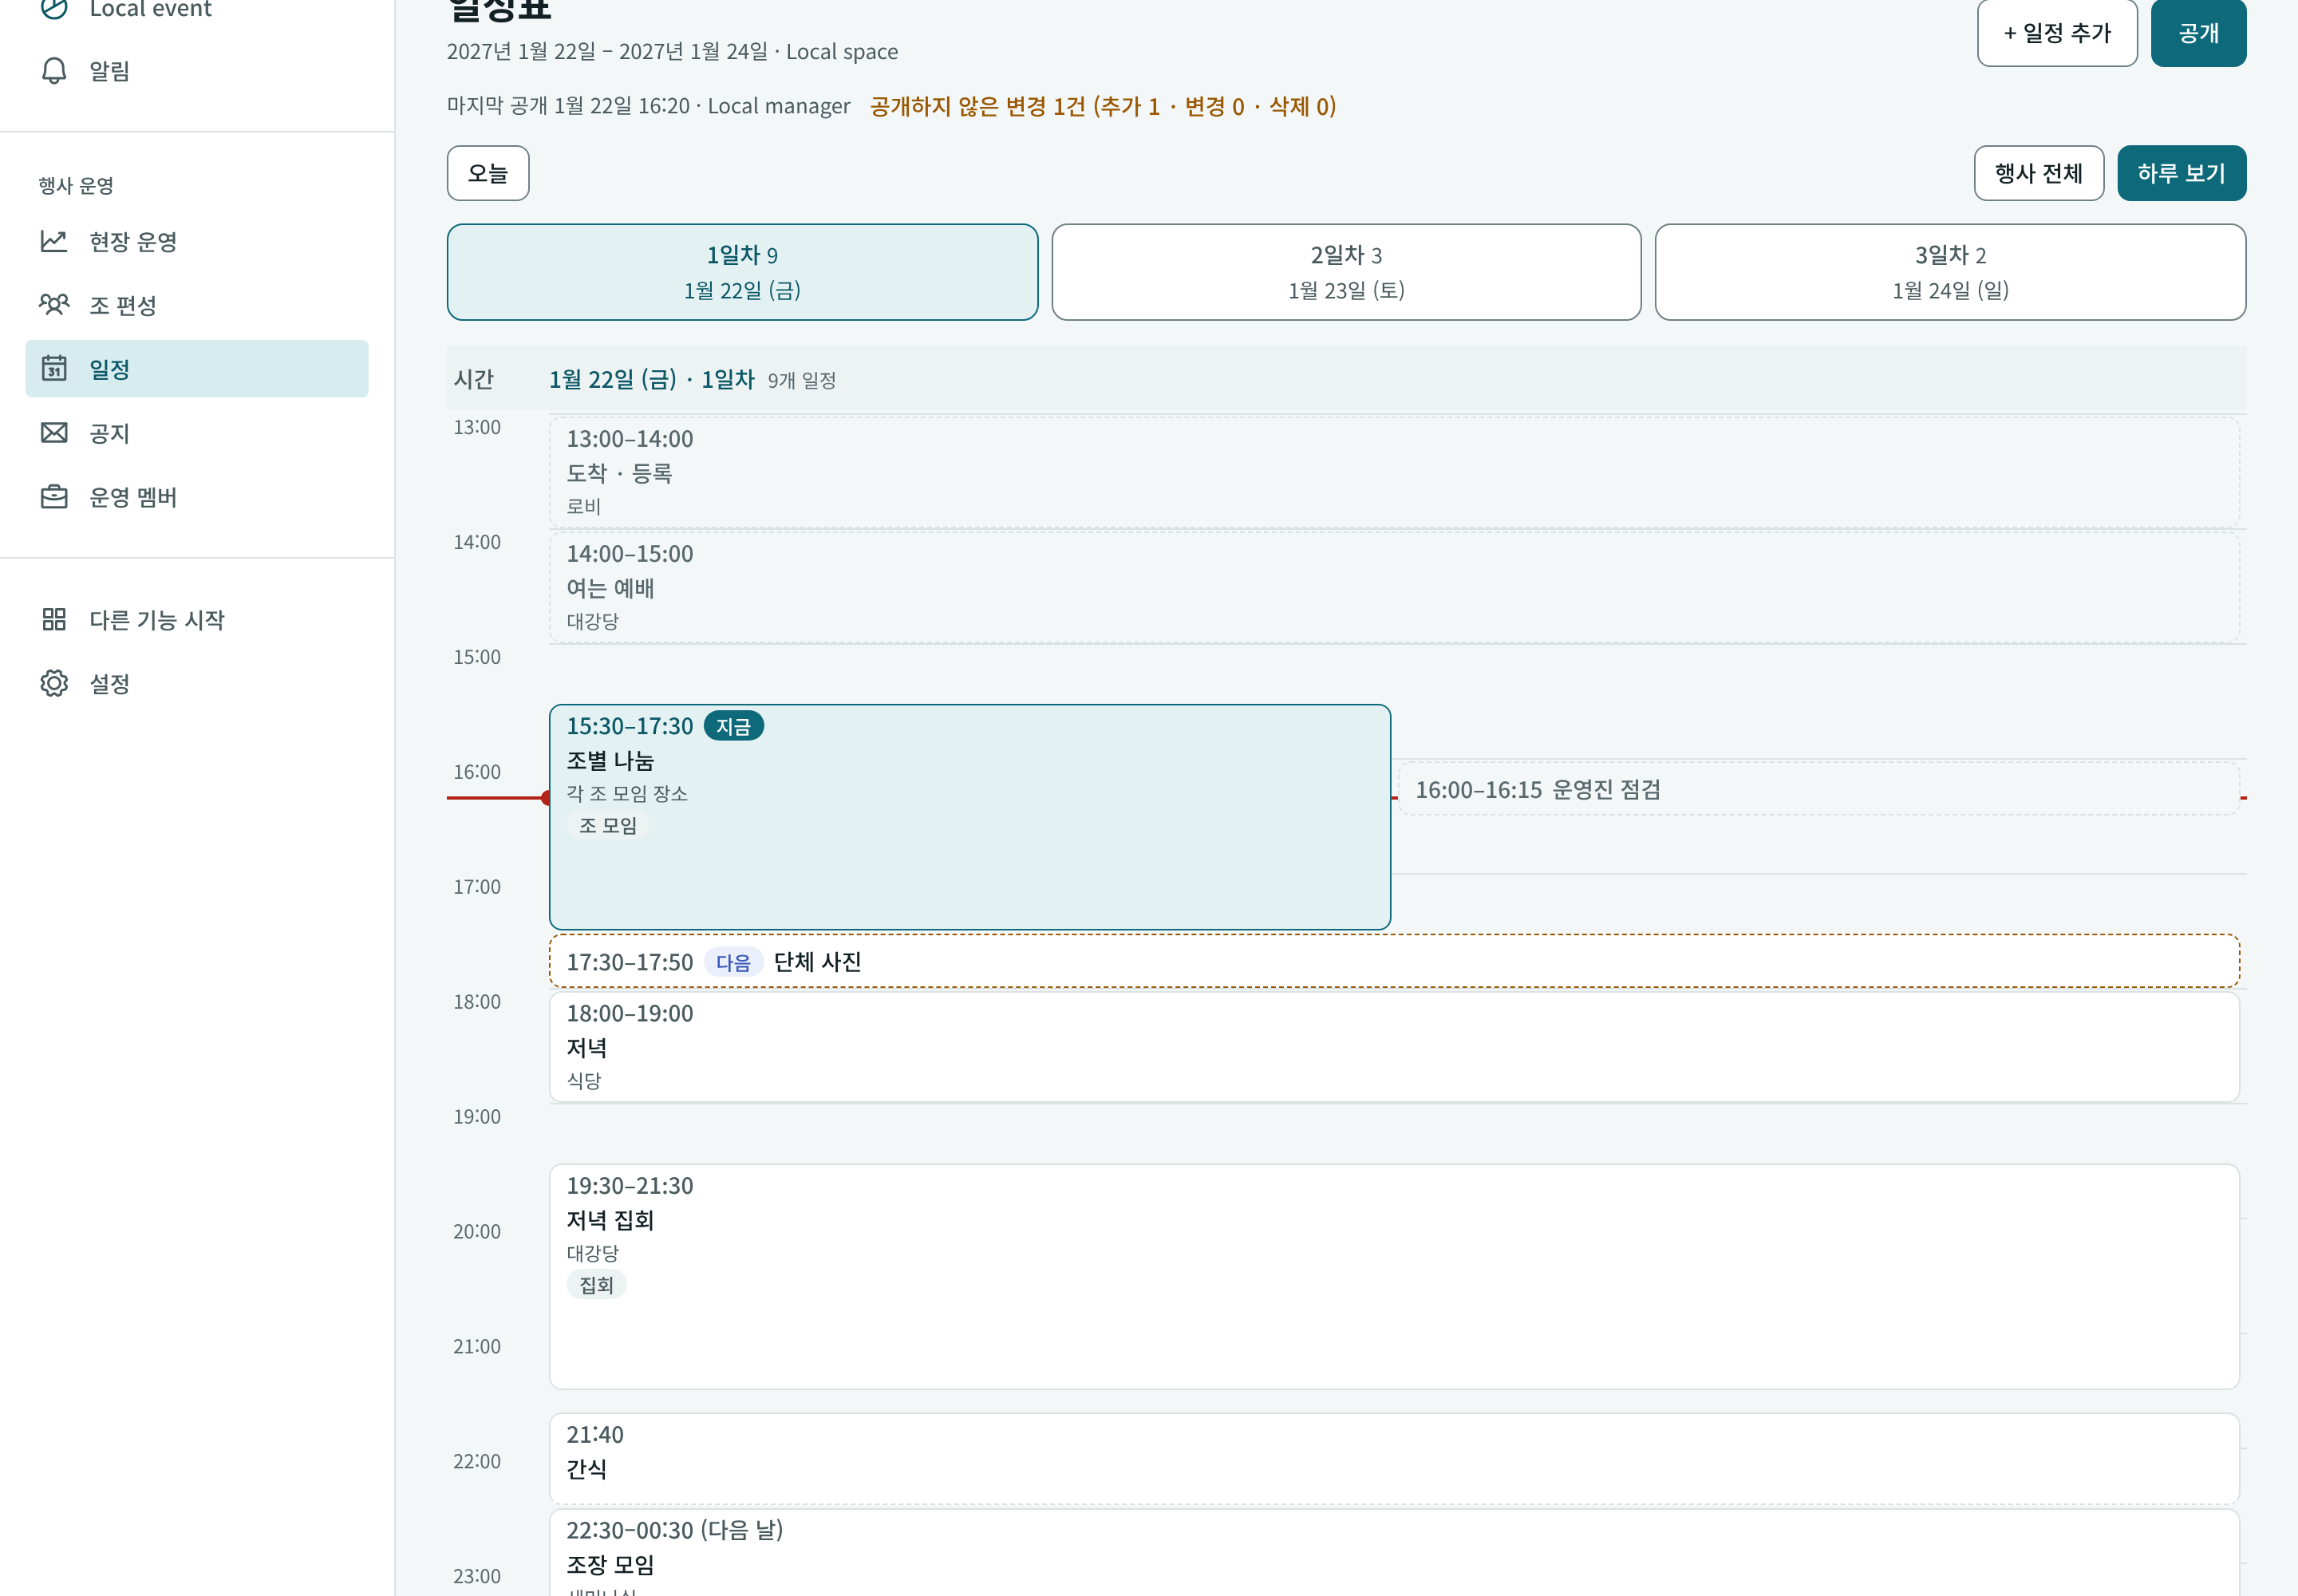 Local event
알림
행사 운영
현장 운영
조 편성
일정
공지
운영 멤버
다른 기능 시작
설정
일정표
2027년 1월 22일 – 2027년 1월 24일 · Local space
+ 일정 추가
공개
마지막 공개 1월 22일 16:20 · Local manager 공개하지 않은 변경 1건 (추가 1 · 변경 0 · 삭제 0)
오늘
행사 전체
하루 보기
1일차 9
1월 22일 (금)
2일차 3
1월 23일 (토)
3일차 2
1월 24일 (일)
시간
1월 22일 (금) · 1일차 9개 일정
13:00
13:00–14:00
도착 · 등록
로비
14:00
14:00–15:00
여는 예배
대강당
15:00
15:30–17:30 지금
조별 나눔
각 조 모임 장소
조 모임
16:00
16:00–16:15 운영진 점검
17:00
17:30–17:50 다음 단체 사진
18:00
18:00–19:00
저녁
식당
19:00
19:30–21:30
저녁 집회
대강당
집회
20:00
21:00
21:40
간식
22:00
22:30–00:30 (다음 날)
조장 모임
23:00